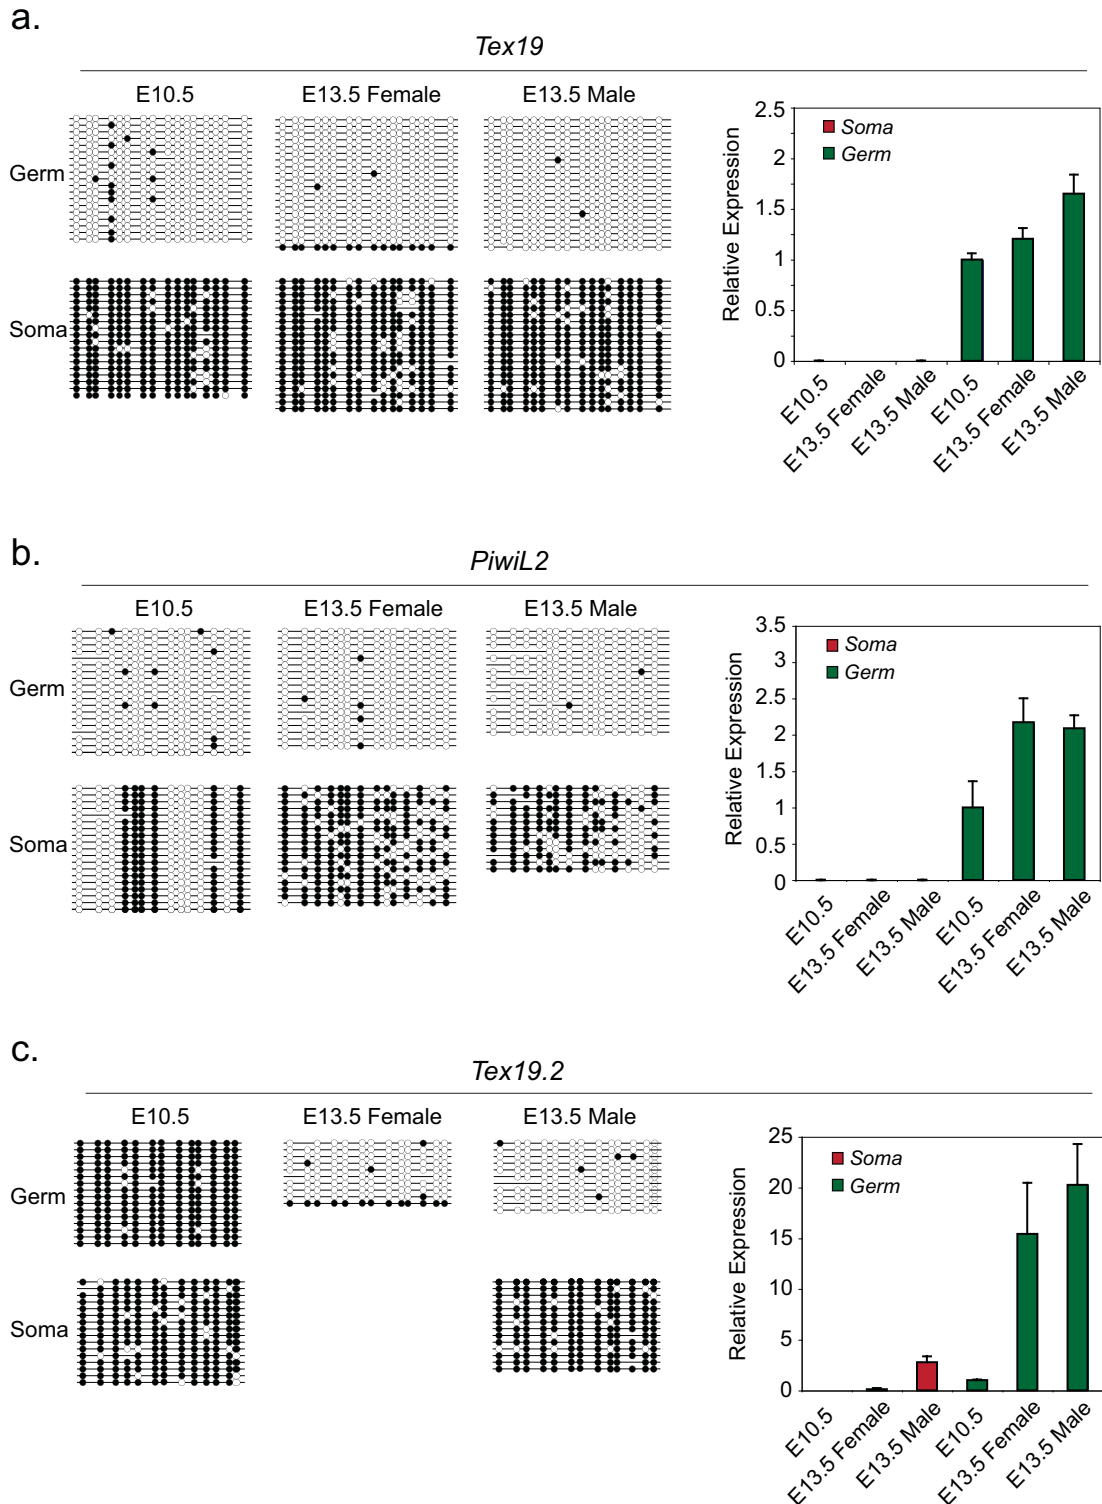 a.
Tex19
E10.5
E13.5 Female
E13.5 Male
Germ
Soma
Relative Expression
2.5
2
1.5
1
0.5
0
Soma
Germ
E10.5
E13.5 Female
E13.5 Male
E10.5
E13.5 Female
E13.5 Male
b.
PiwiL2
E10.5
E13.5 Female
E13.5 Male
Germ
Soma
Relative Expression
3.5
3
2.5
2
1.5
1
0.5
0
Soma
Germ
E10.5
E13.5 Female
E13.5 Male
E10.5
E13.5 Female
E13.5 Male
c.
Tex19.2
E10.5
E13.5 Female
E13.5 Male
Germ
Soma
Relative Expression
25
20
15
10
5
0
Soma
Germ
E10.5
E13.5 Female
E13.5 Male
E10.5
E13.5 Female
E13.5 Male